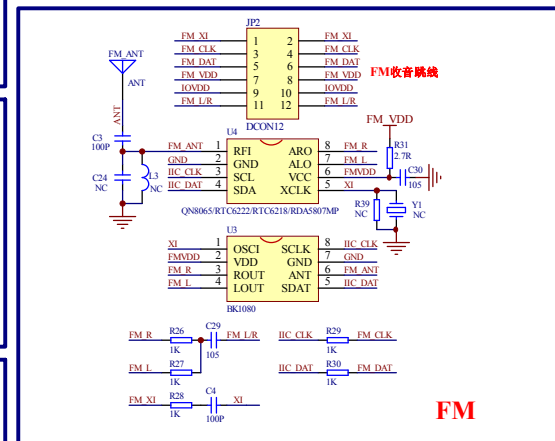 JP2
FM_XI 1 2 FM_XI
FM_CLK 3 4 FM_CLK
FM_DAT 5 6 FM_DAT
FM_VDD 7 8 FM_VDD
IOVDD 9 10 IOVDD
FM_L/R 11 12 FM_L/R
DCON12
FM收音跳线
FM_ANT
ANT
ANT
C3
100P
C24
NC
L3
NC
U4
FM_ANT 1 RFI ARO 8 FM_R
GND 2 GND ALO 7 FM_L
IIC_CLK 3 SCL VCC 6 FMVDD
IIC_DAT 4 SDA XCLK 5 XI
QN8065/RTC6222/RTC6218/RDA5807MP
FM_VDD
R31
2.7R
C30
105
R39
NC
Y1
NC
U3
XI 1 OSCI SCLK 8 IIC_CLK
FMVDD 2 VDD GND 7 GND
FM_R 3 ROUT ANT 6 FM_ANT
FM_L 4 LOUT SDAT 5 IIC_DAT
BK1080
FM_R R26 1K C29 105 FM_L/R
FM_L R27 1K
FM_XI R28 1K C4 100P XI
IIC_CLK R29 1K FM_CLK
IIC_DAT R30 1K FM_DAT
FM